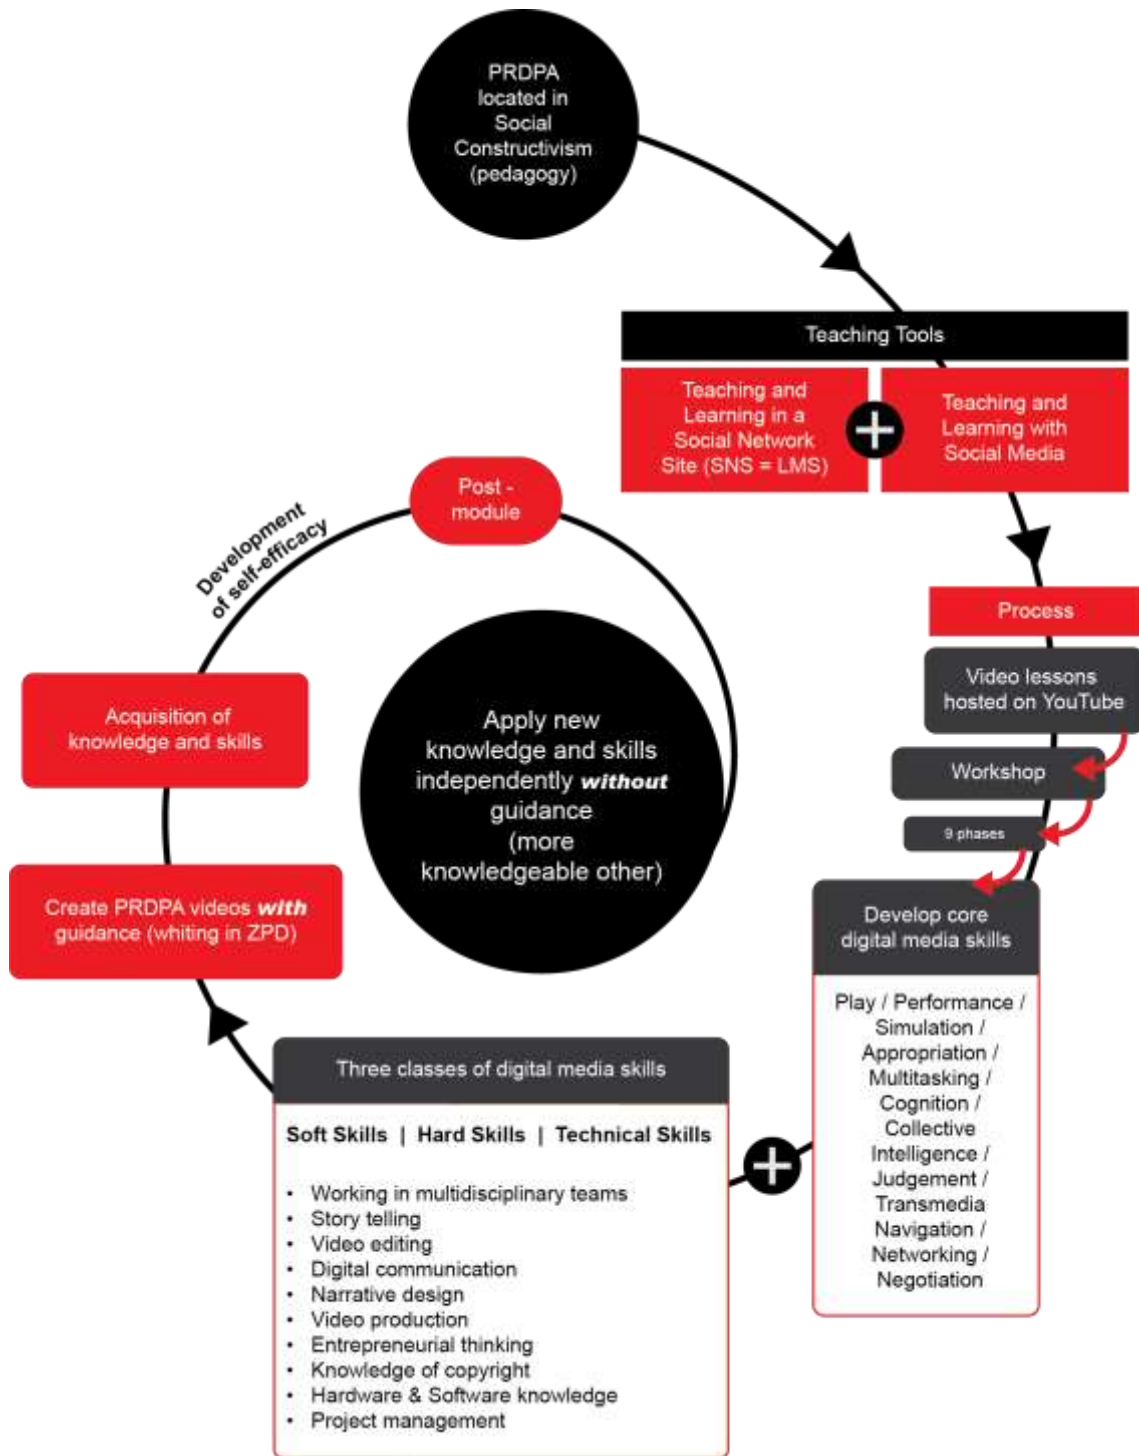 PRDPA
located in
Social
Constructivism
(pedagogy)
Teaching Tools
Teaching and
Learning in a
Social Network
Site (SNS = LMS)
Teaching and
Learning with
Social Media
Process
Video lessons
hosted on YouTube
Workshop
9 phases
Develop core
digital media skills
Play / Performance /
Simulation /
Appropriation /
Multitasking /
Cognition /
Collective
Intelligence /
Judgement /
Transmedia
Navigation /
Networking /
Negotiation
Three classes of digital media skills
Soft Skills | Hard Skills | Technical Skills
• Working in multidisciplinary teams
• Story telling
• Video editing
• Digital communication
• Narrative design
• Video production
• Entrepreneurial thinking
• Knowledge of copyright
• Hardware & Software knowledge
• Project management
Create PRDPA videos with
guidance (whiting in ZPD)
Acquisition of
knowledge and skills
Development
of self-efficacy
Post -
module
Apply new
knowledge and skills
independently without
guidance
(more
knowledgeable other)